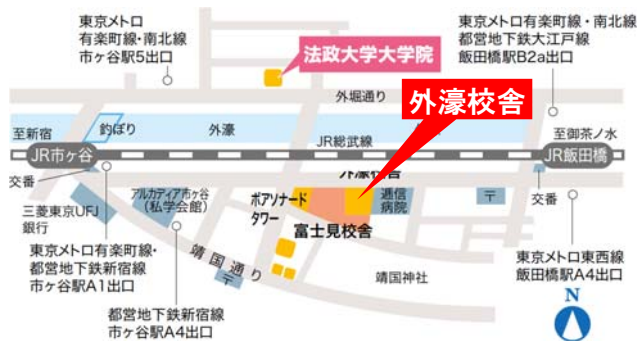 東京メトロ
有楽町線・南北線
市ヶ谷駅5出口
法政大学大学院
東京メトロ有楽町線・南北線
都営地下鉄大江戸線
飯田橋駅B2a出口
外堀通り
外濠校舎
至新宿
釣ぼり
外濠
JR総武線
至御茶ノ水
JR市ヶ谷
JR飯田橋
外濠校舎
交番
三菱東京UFJ
銀行
アルカディア市ヶ谷
(私学会館)
ボアソナード
タワー
逓信
病院
〒
交番
富士見校舎
東京メトロ有楽町線・
都営地下鉄新宿線
市ヶ谷駅A1出口
靖国通り
〒
靖国神社
東京メトロ東西線
飯田橋駅A4出口
都営地下鉄新宿線
市ヶ谷駅A4出口
N